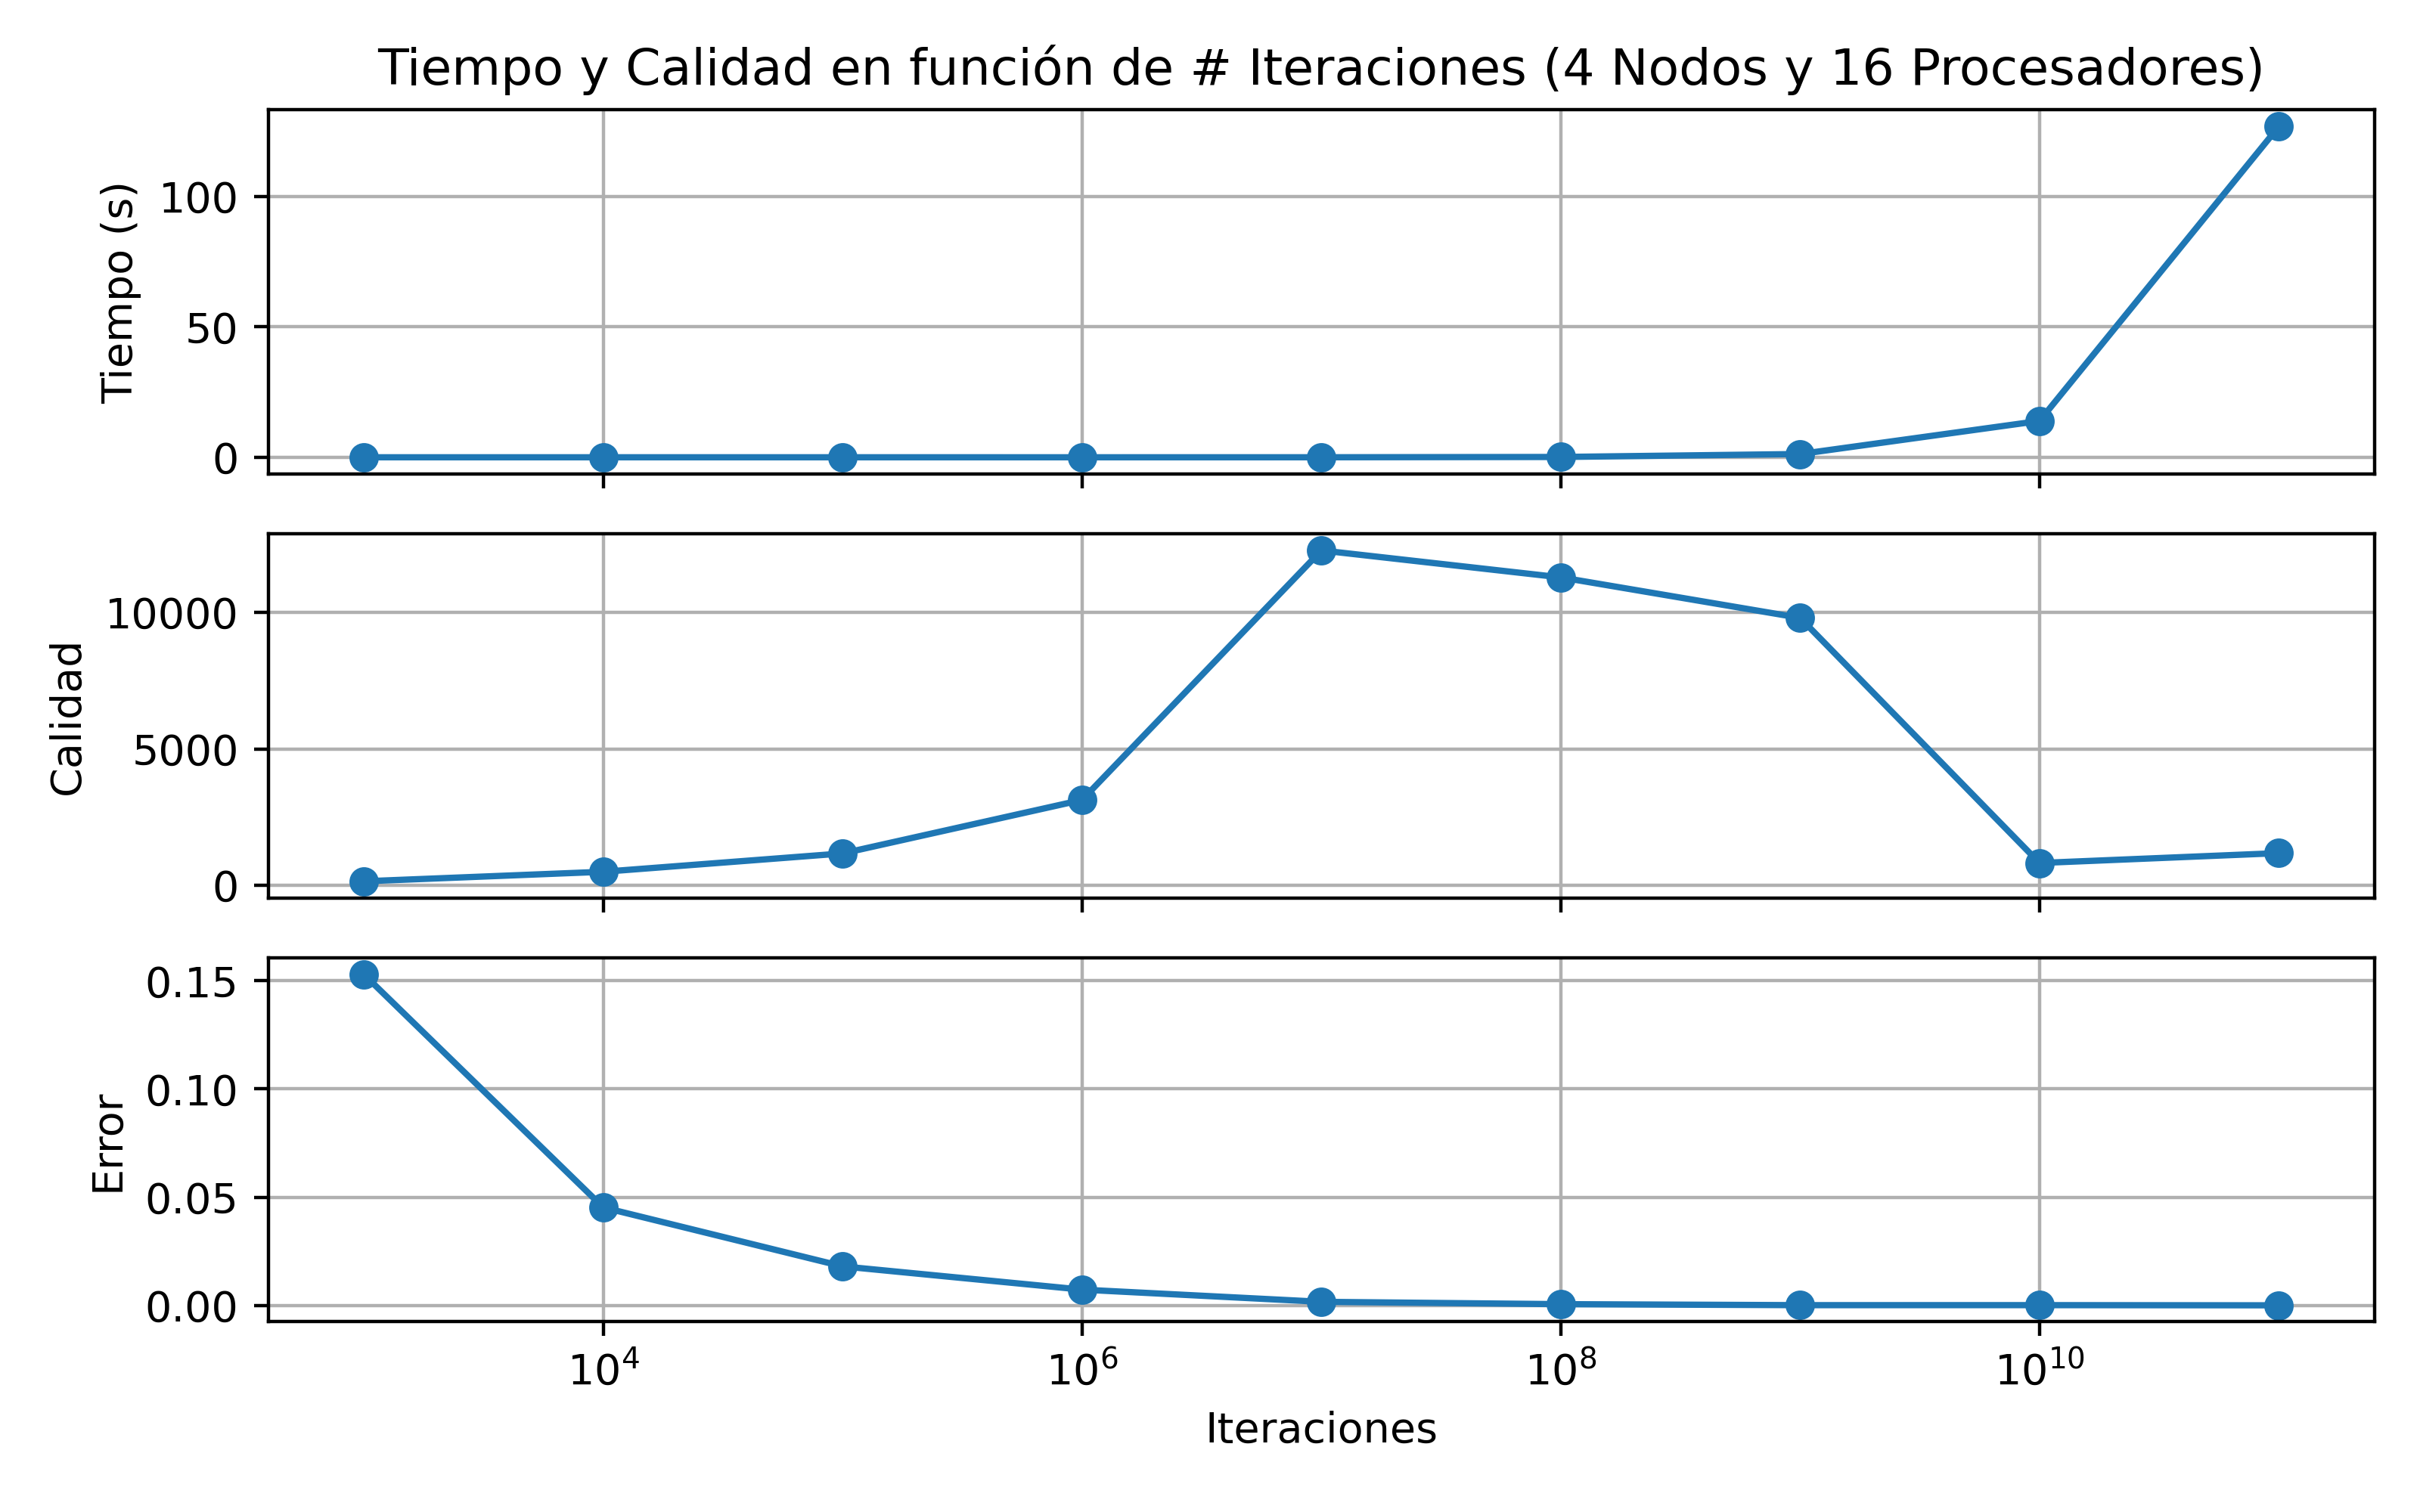 Tiempo y Calidad en función de # Iteraciones (4 Nodos y 16 Procesadores)
Tiempo (s)
100
50
0
Calidad
10000
5000
0
Error
0.15
0.10
0.05
0.00
10⁴ 10⁶ 10⁸ 10¹⁰
Iteraciones